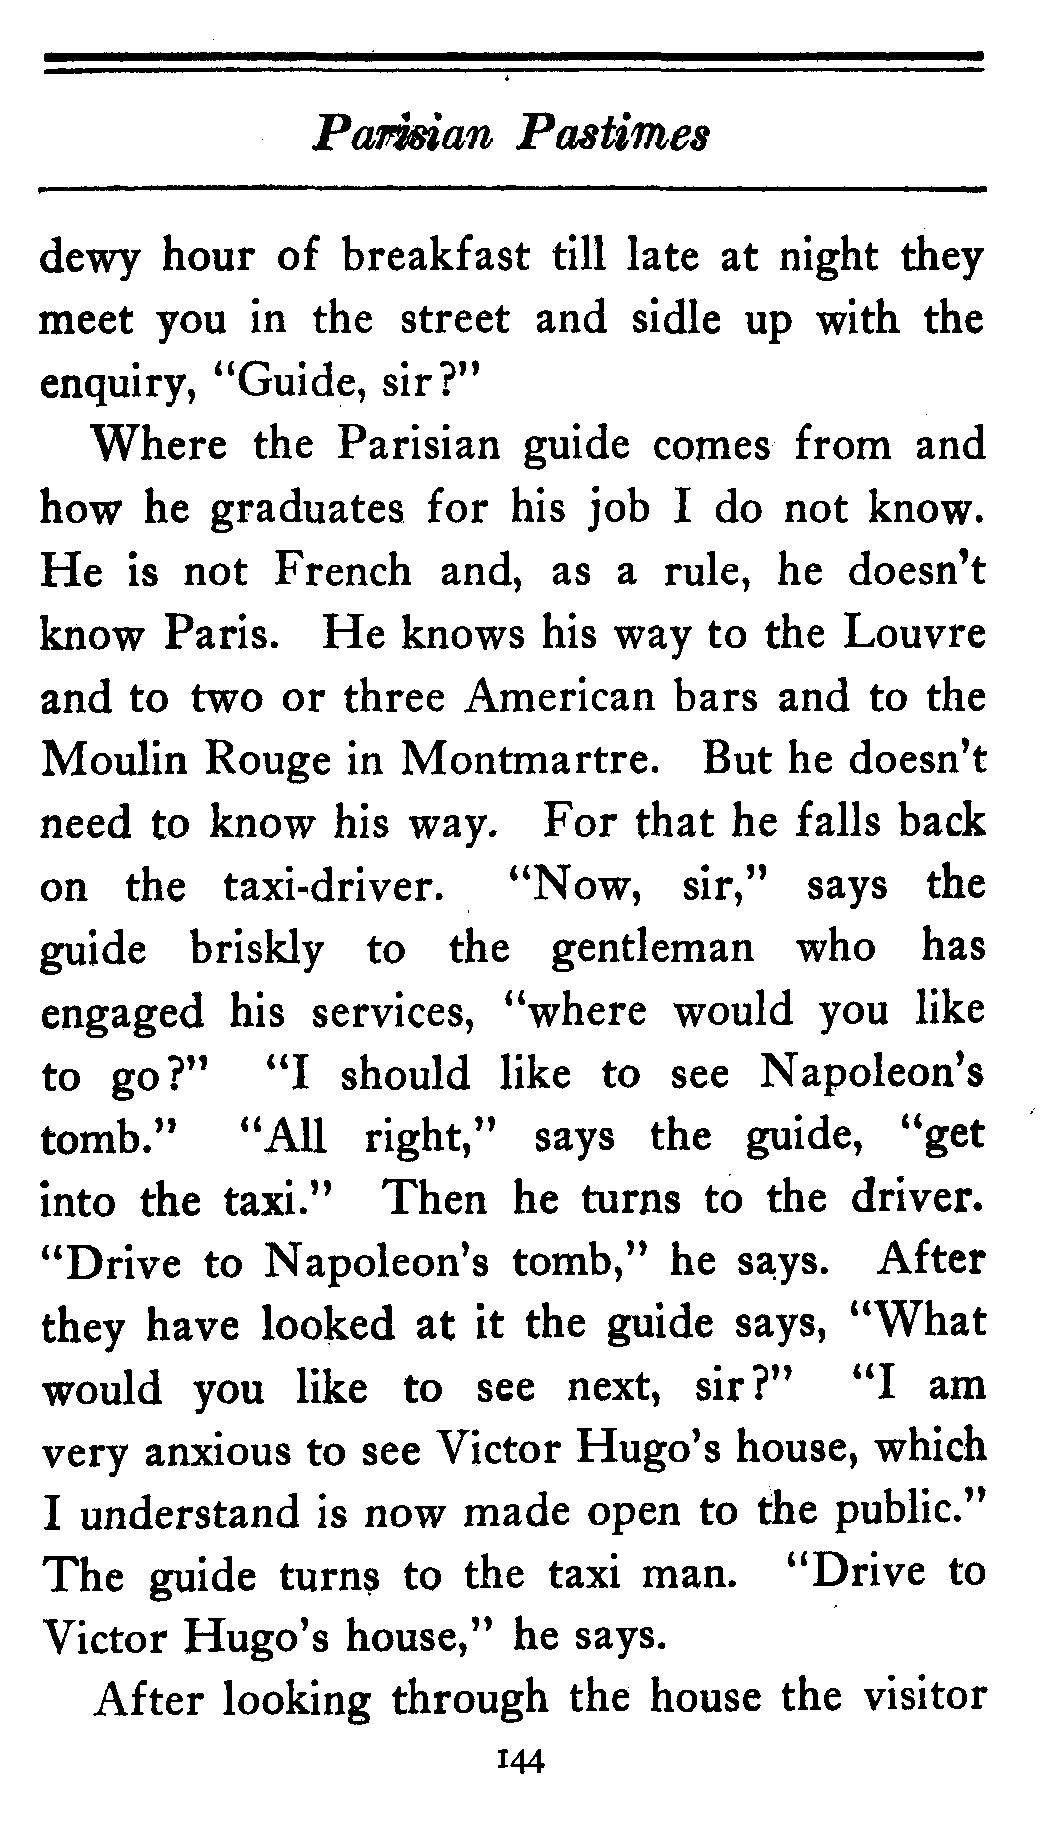 Parisian Pastimes
dewy hour of breakfast till late at night they
meet you in the street and sidle up with the
enquiry, "Guide, sir?"
Where the Parisian guide comes from and
how he graduates for his job I do not know.
He is not French and, as a rule, he doesn't
know Paris. He knows his way to the Louvre
and to two or three American bars and to the
Moulin Rouge in Montmartre. But he doesn't
need to know his way. For that he falls back
on the taxi-driver. "Now, sir," says the
guide briskly to the gentleman who has
engaged his services, "where would you like
to go?" "I should like to see Napoleon's
tomb." "All right," says the guide, "get
into the taxi." Then he turns to the driver.
"Drive to Napoleon's tomb," he says. After
they have looked at it the guide says, "What
would you like to see next, sir?" "I am
very anxious to see Victor Hugo's house, which
I understand is now made open to the public."
The guide turns to the taxi man. "Drive to
Victor Hugo's house," he says.
After looking through the house the visitor
144